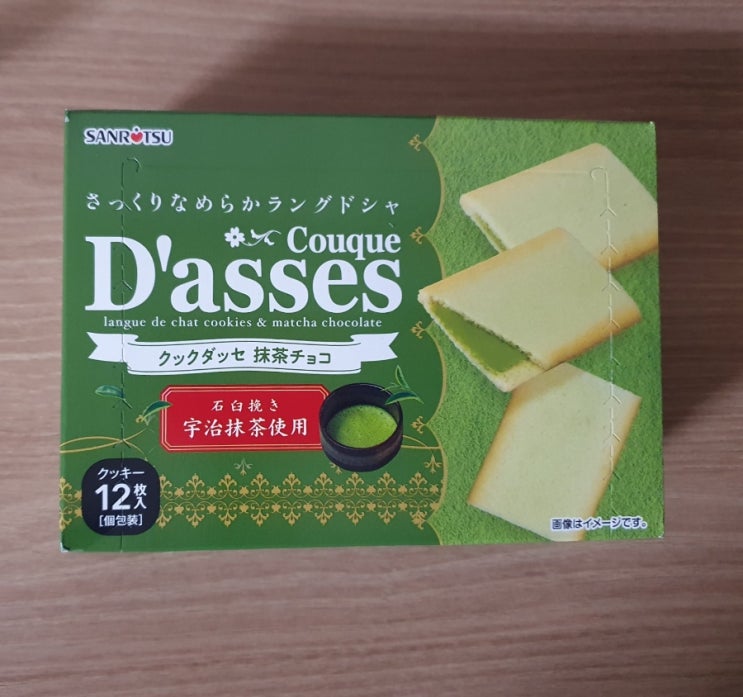 SANRITSU
さっくりなめらかラングドシャ
Couque
D'asses
langue de chat cookies & matcha chocolate
クックダッセ 抹茶チョコ
石臼挽き
宇治抹茶使用
クッキー
12枚入
[個包装]
画像はイメージです。